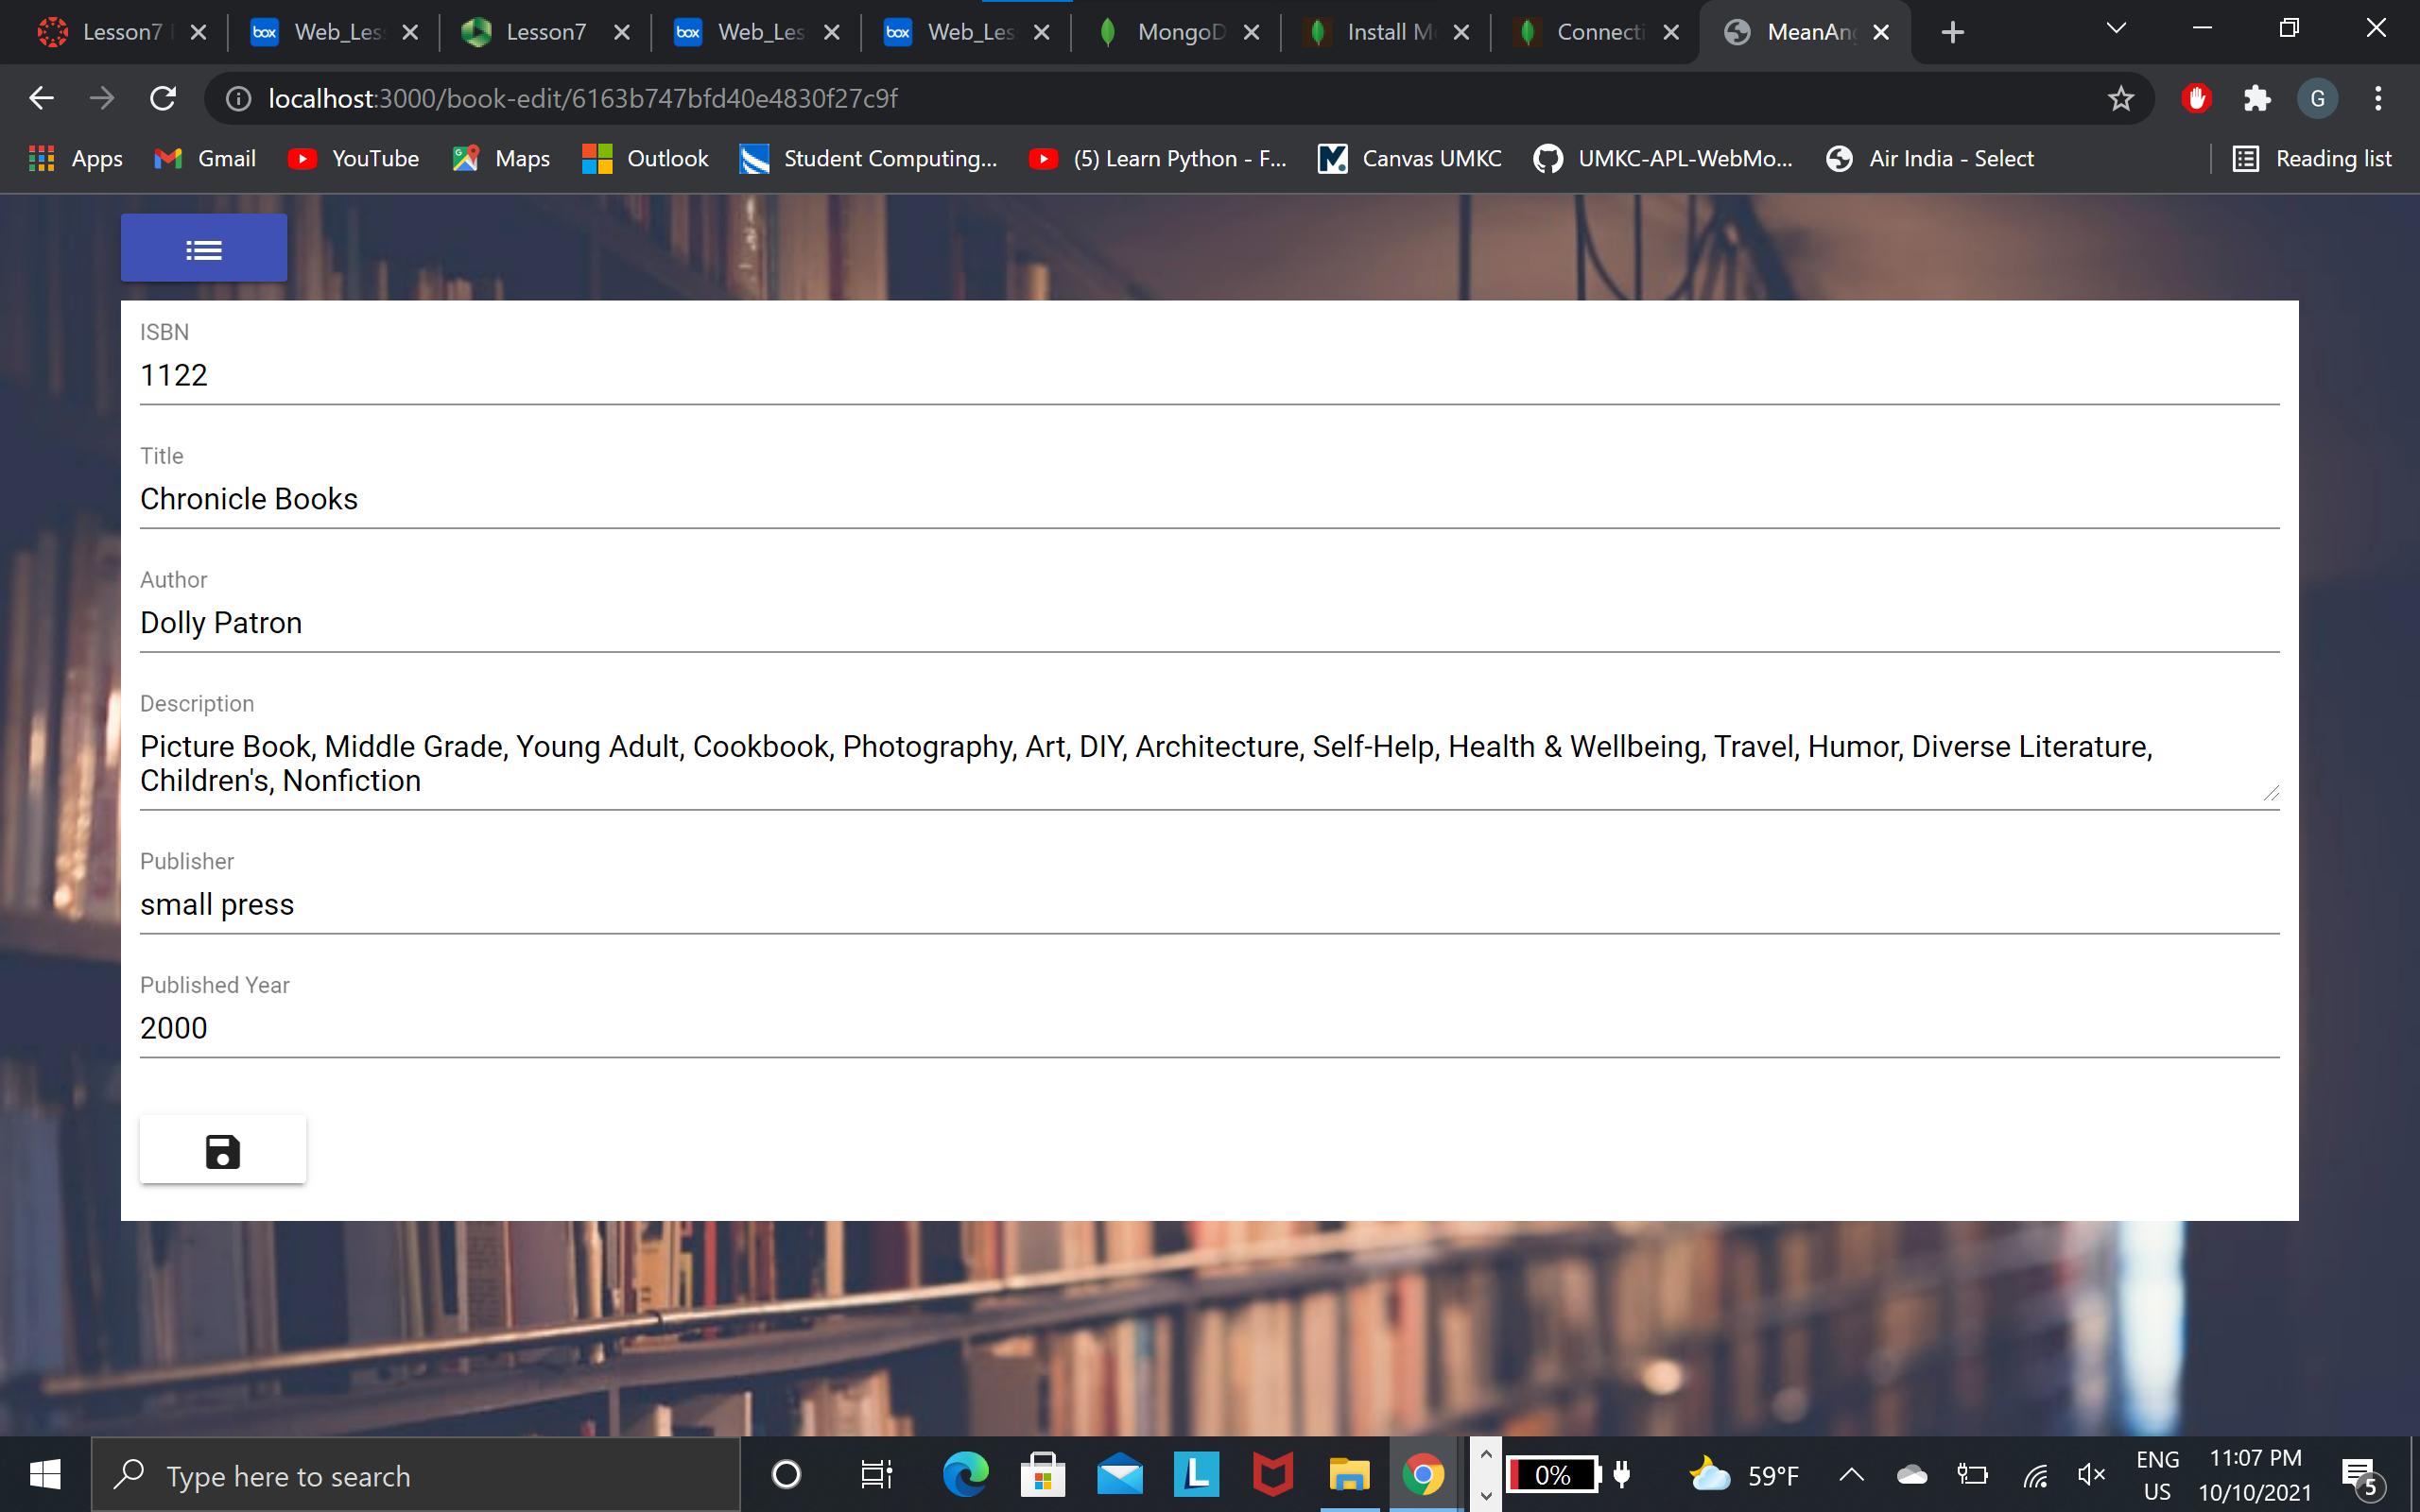 Lesson7
Web_Les
Lesson7
Web_Les
Web_Les
MongoD
Install M
Connecti
MeanAn
localhost:3000/book-edit/6163b747bfd40e4830f27c9f
G
Apps
Gmail
YouTube
Maps
Outlook
Student Computing...
(5) Learn Python - F...
Canvas UMKC
UMKC-APL-WebMo...
Air India - Select
Reading list
ISBN
1122
Title
Chronicle Books
Author
Dolly Patron
Description
Picture Book, Middle Grade, Young Adult, Cookbook, Photography, Art, DIY, Architecture, Self-Help, Health & Wellbeing, Travel, Humor, Diverse Literature,
Children's, Nonfiction
Publisher
small press
Published Year
2000
Type here to search
0%
59°F
ENG
US
11:07 PM
10/10/2021
5